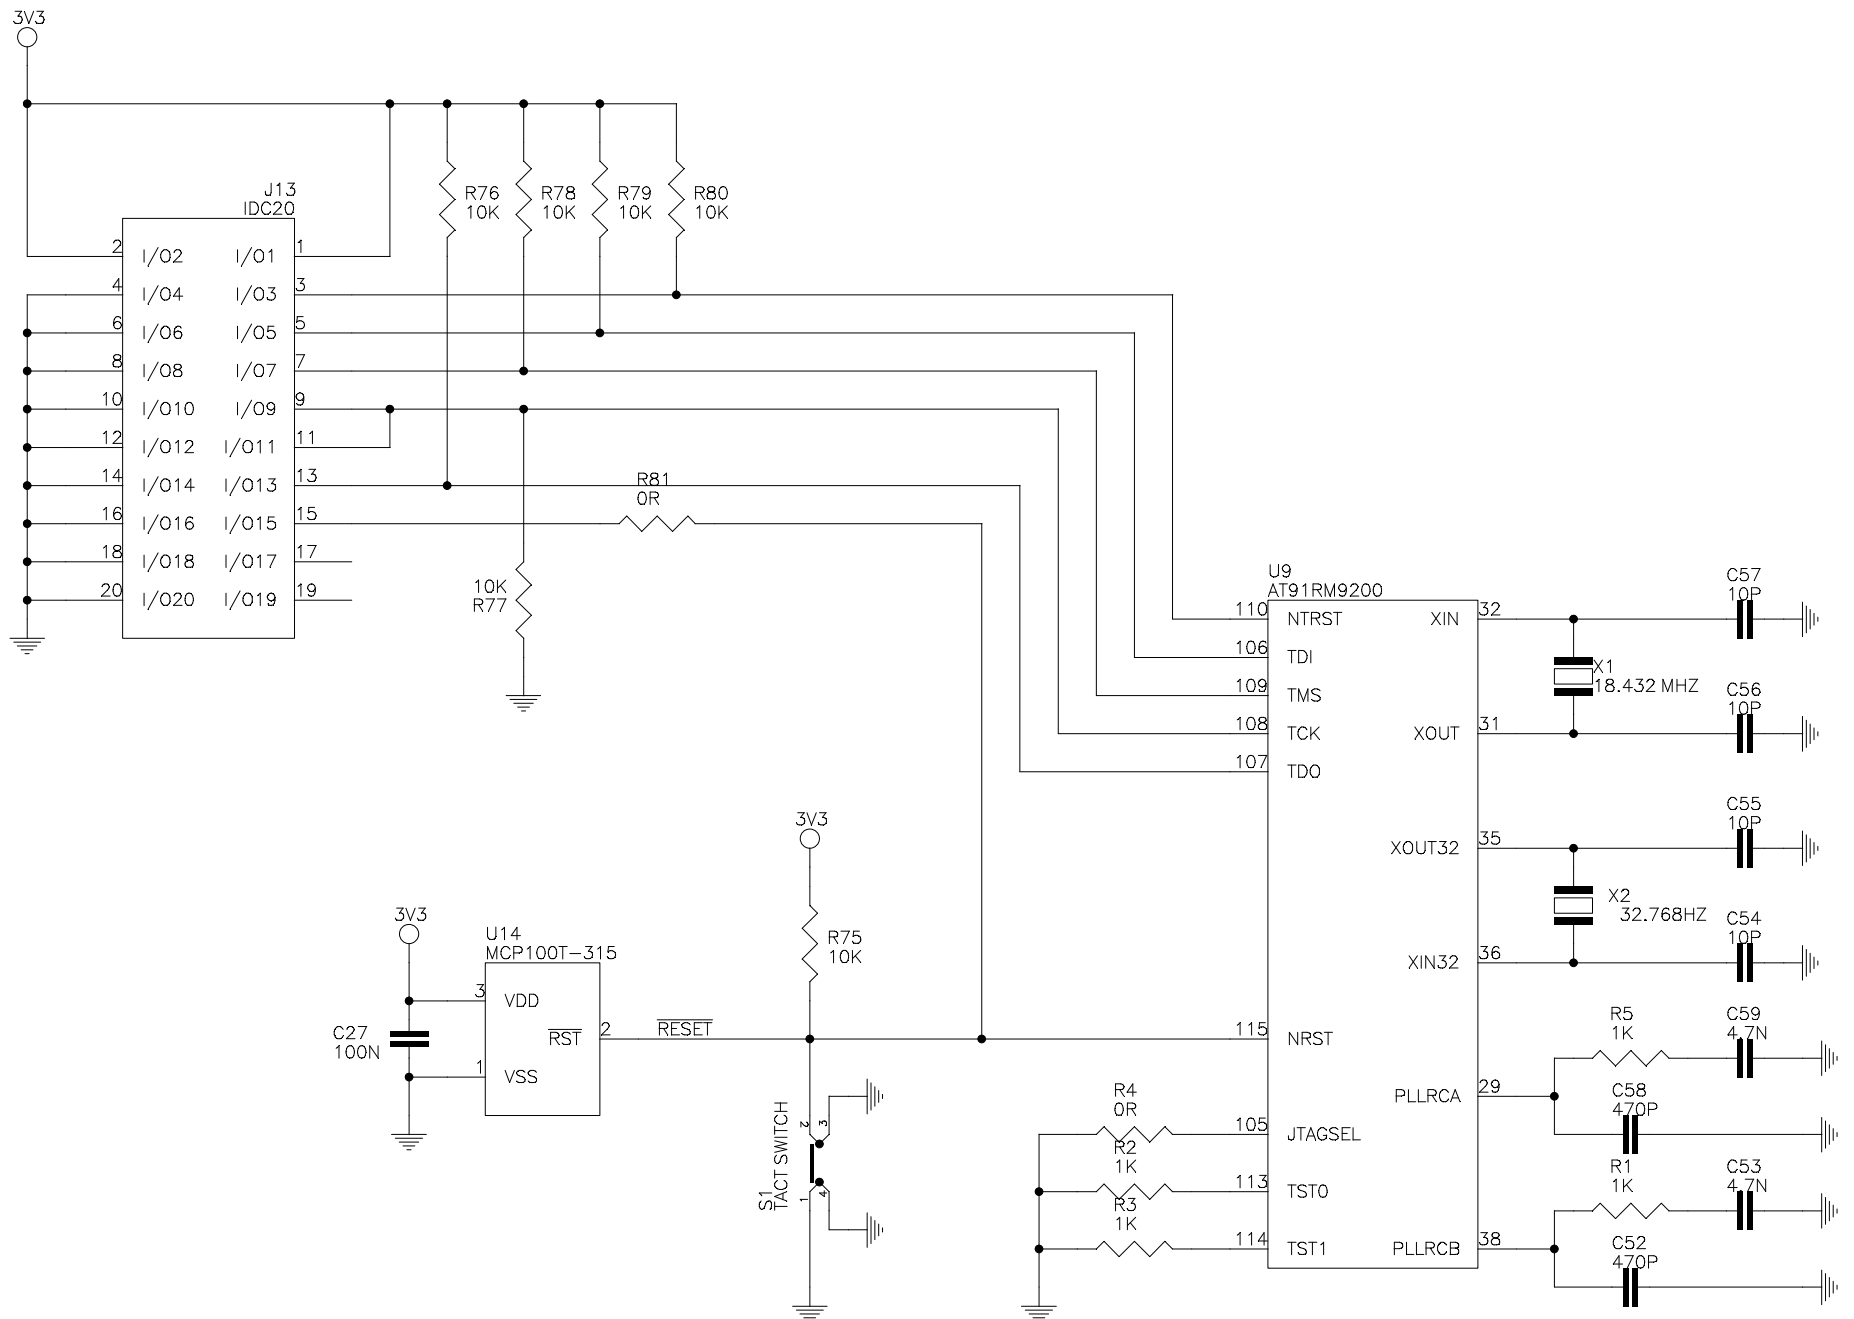 3V3
J13
IDC20
2 I/O2 I/O1 1
4 I/O4 I/O3 3
6 I/O6 I/O5 5
8 I/O8 I/O7 7
10 I/O10 I/O9 9
12 I/O12 I/O11 11
14 I/O14 I/O13 13
16 I/O16 I/O15 15
18 I/O18 I/O17 17
20 I/O20 I/O19 19
R76
10K
R78
10K
R79
10K
R80
10K
R81
0R
10K
R77
3V3
R75
10K
3V3
C27
100N
U14
MCP100T-315
3 VDD
RST 2
1 VSS
RESET
S1
TACT SWITCH
2
3
1
4
U9
AT91RM9200
110 NTRST XIN 32
106 TDI
109 TMS
108 TCK XOUT 31
107 TDO
XOUT32 35
XIN32 36
115 NRST
PLLRCA 29
105 JTAGSEL
113 TST0
114 TST1 PLLRCB 38
R4
0R
R2
1K
R3
1K
C57
10P
X1
18.432 MHZ
C56
10P
C55
10P
X2
32.768HZ
C54
10P
R5
1K
C59
4.7N
C58
470P
R1
1K
C53
4.7N
C52
470P